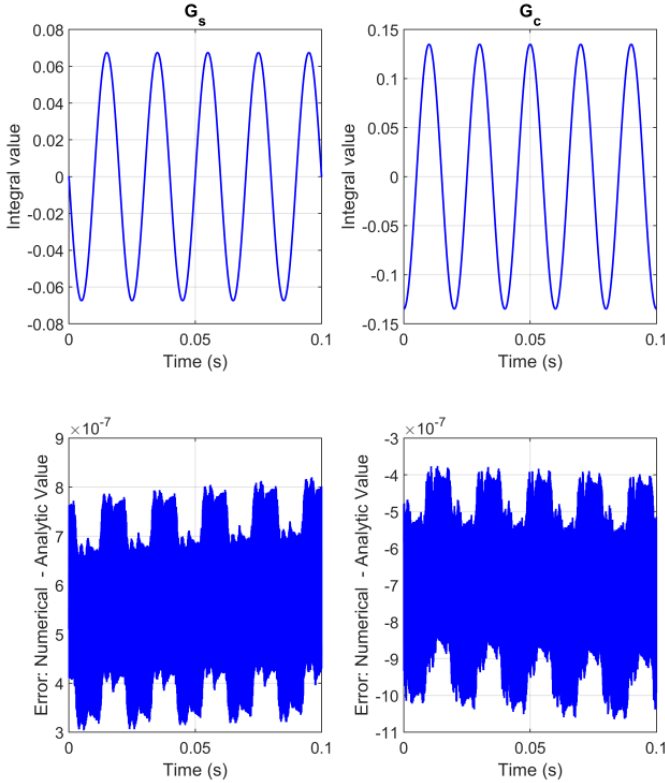 G_s
0.08
0.06
0.04
0.02
0
-0.02
-0.04
-0.06
-0.08
Integral value
0 0.05 0.1
Time (s)
G_c
0.15
0.1
0.05
0
-0.05
-0.1
-0.15
Integral value
0 0.05 0.1
Time (s)
×10^-7
9
8
7
6
5
4
3
Error: Numerical - Analytic Value
0 0.05 0.1
Time (s)
×10^-7
-3
-4
-5
-6
-7
-8
-9
-10
-11
Error: Numerical - Analytic Value
0 0.05 0.1
Time (s)